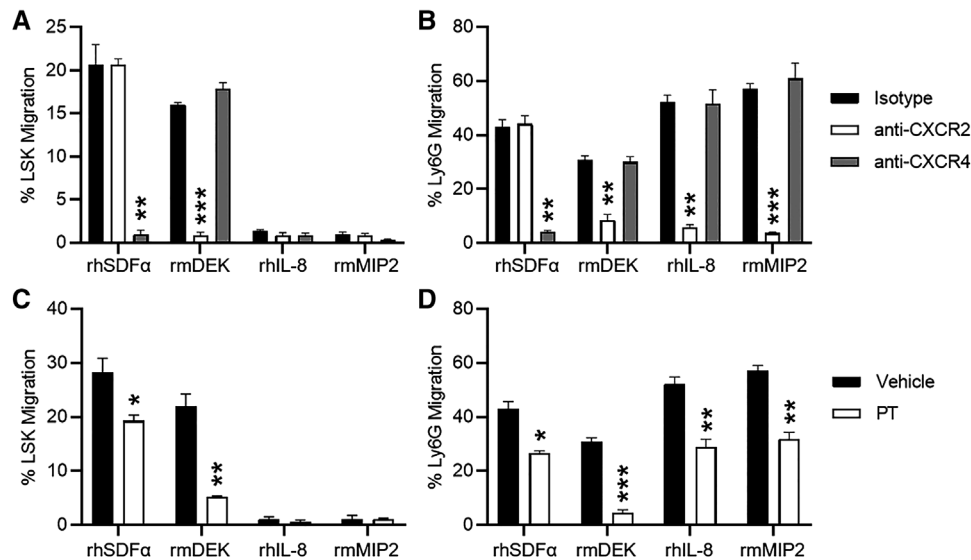 A
% LSK Migration
25
20
15
10
5
0
**
***
rhSDFα rmDEK rhIL-8 rmMIP2
B
% Ly6G Migration
80
60
40
20
0
**
**
**
***
rhSDFα rmDEK rhIL-8 rmMIP2
Isotype
anti-CXCR2
anti-CXCR4
C
% LSK Migration
40
30
20
10
0
*
**
rhSDFα rmDEK rhIL-8 rmMIP2
D
% Ly6G Migration
80
60
40
20
0
*
***
**
**
rhSDFα rmDEK rhIL-8 rmMIP2
Vehicle
PT